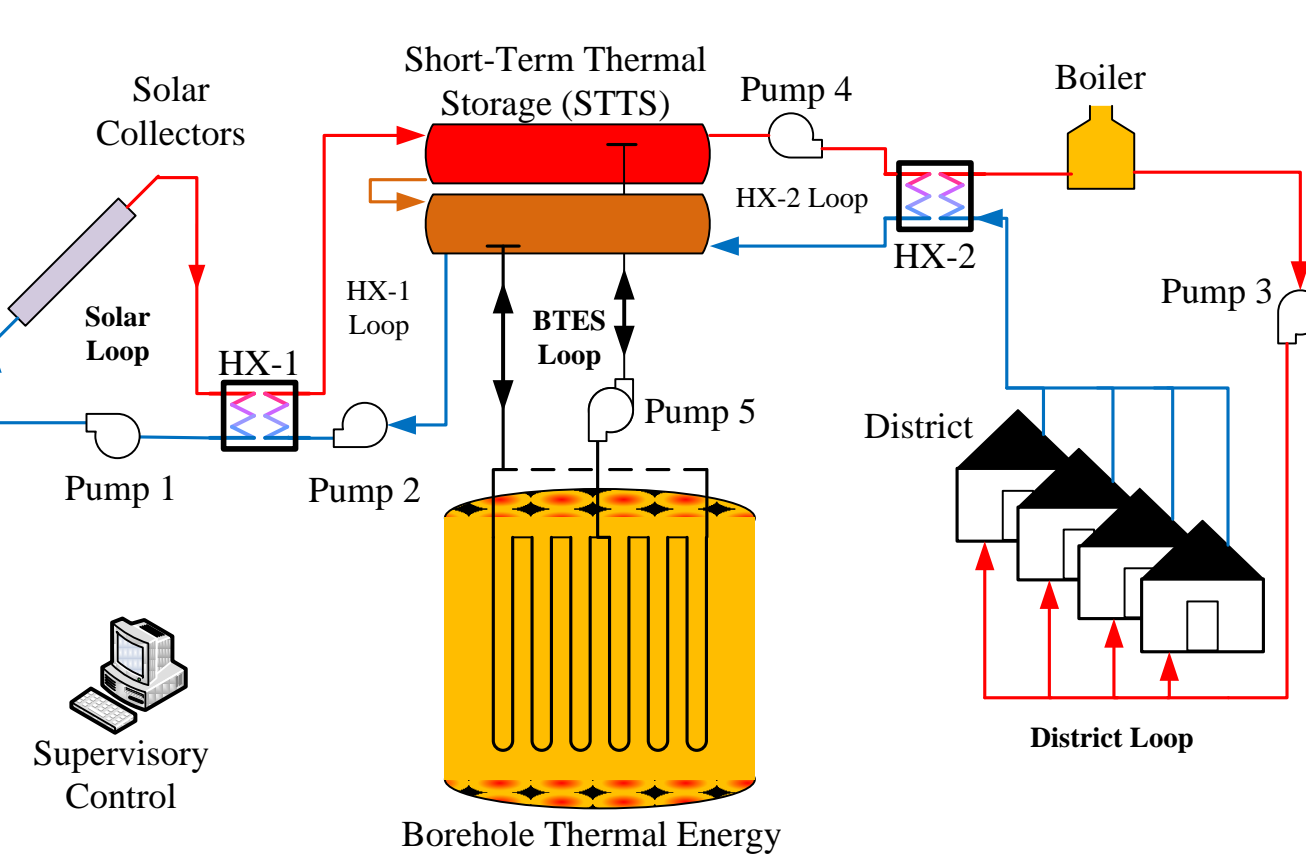 Short-Term Thermal
Storage (STTS)
Solar
Collectors
Pump 4
Boiler
HX-2 Loop
HX-2
Pump 3
HX-1
Loop
Solar
Loop
BTES
Loop
HX-1
Pump 5
District
Pump 1
Pump 2
District Loop
Supervisory
Control
Borehole Thermal Energy